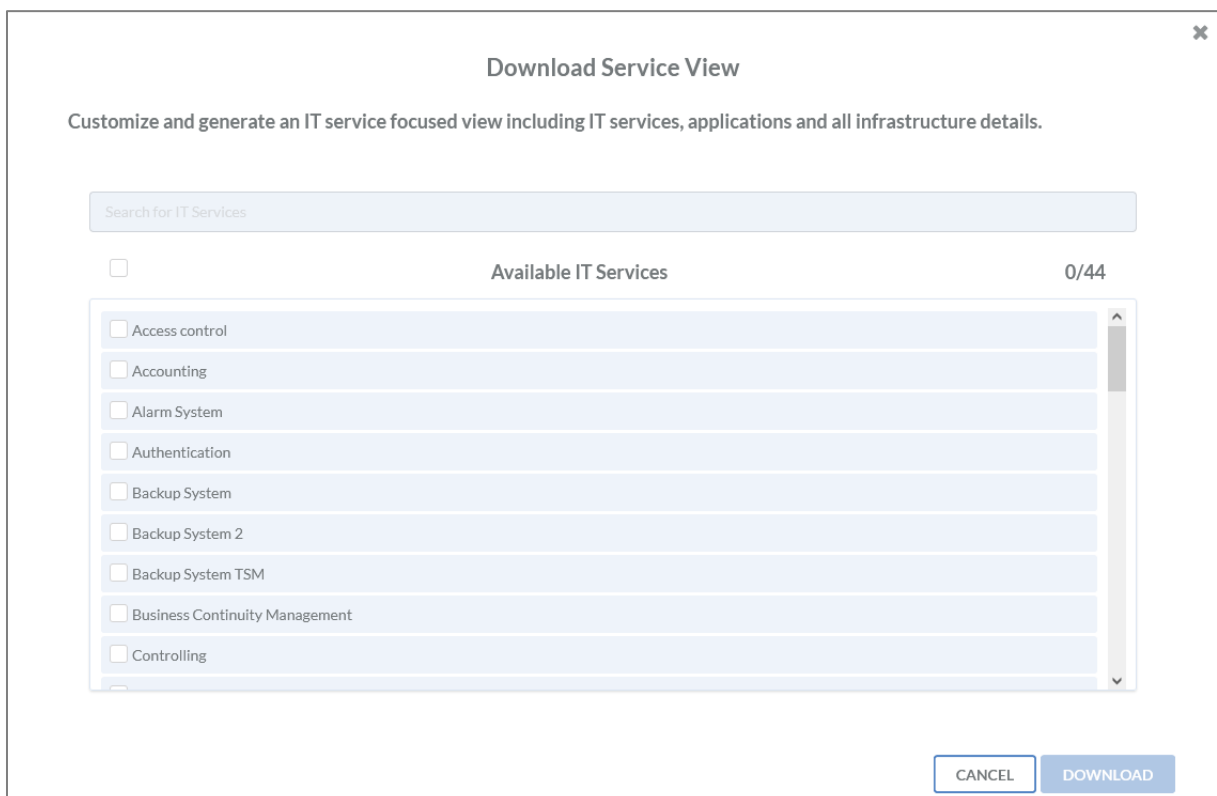 Download Service View
Customize and generate an IT service focused view including IT services, applications and all infrastructure details.
Search for IT Services
Available IT Services 0/44
Access control
Accounting
Alarm System
Authentication
Backup System
Backup System 2
Backup System TSM
Business Continuity Management
Controlling
CANCEL DOWNLOAD